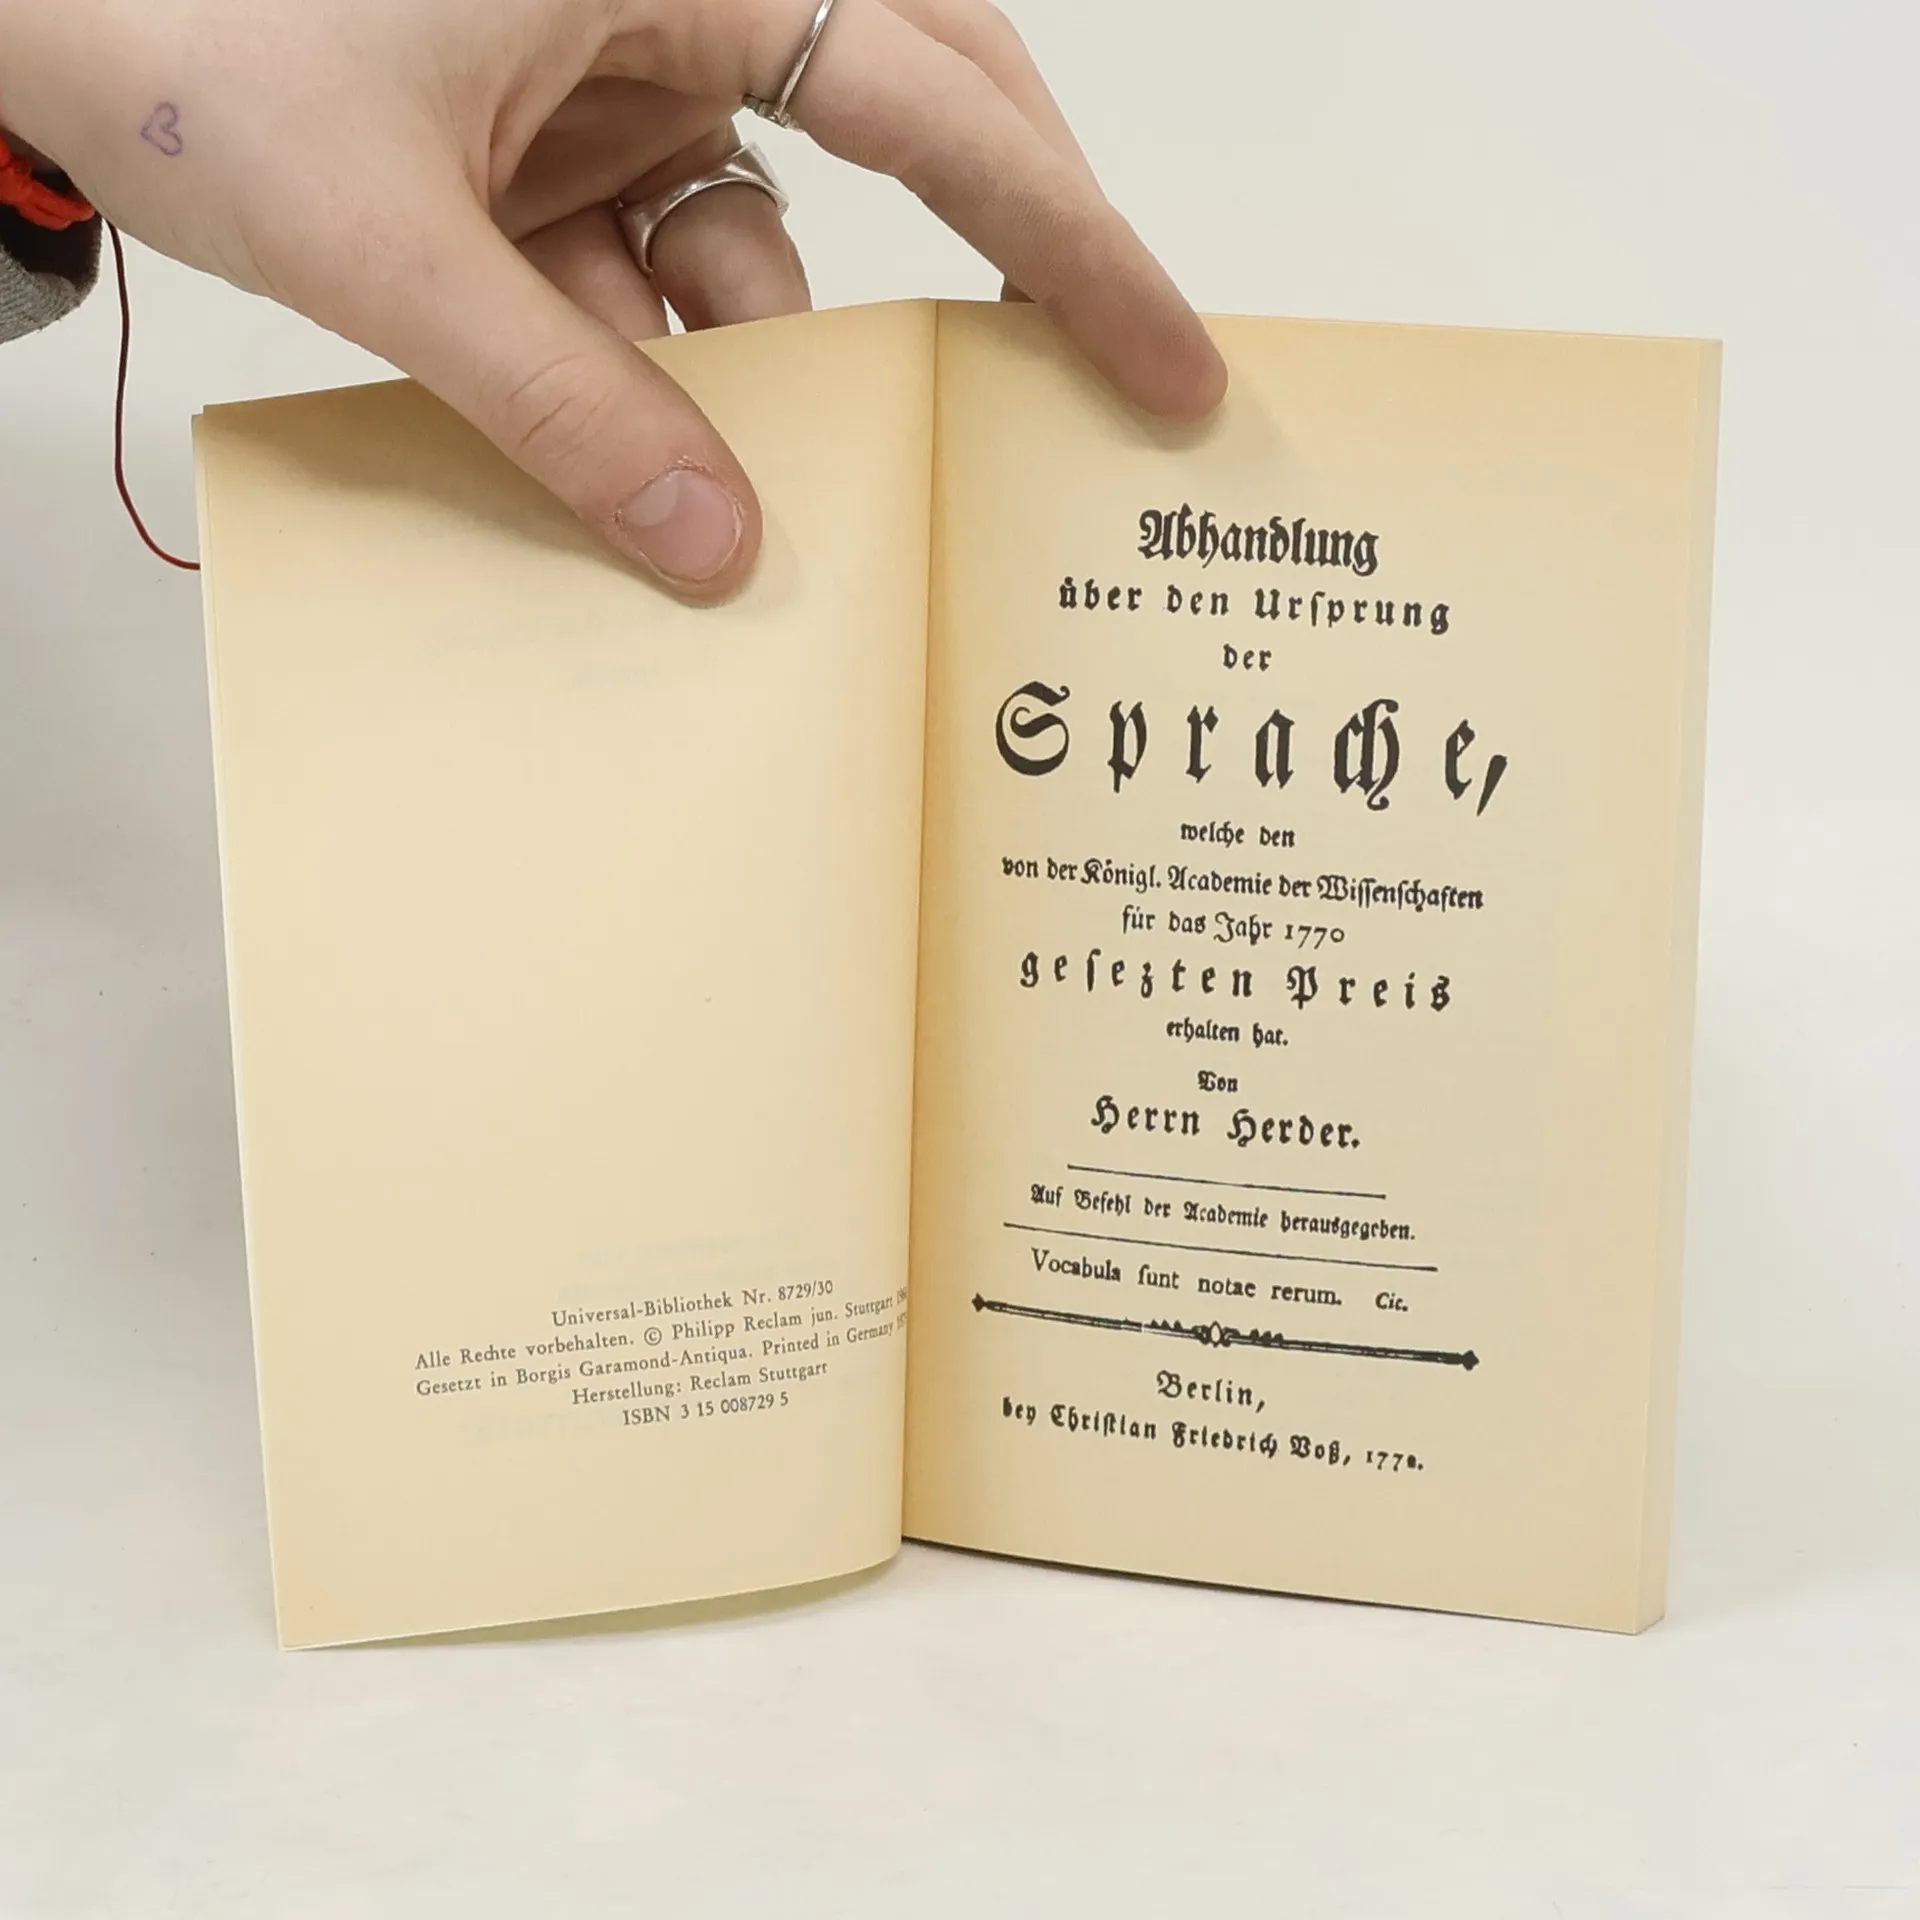 Universal-Bibliothek Nr. 8729/30
Alle Rechte vorbehalten. © Philipp Reclam jun. Stuttgart
Gesetzt in Borgis Garamond-Antiqua. Printed in Germany
Herstellung: Reclam Stuttgart
ISBN 3 15 008729 5
Abhandlung
über den Urſprung
der
Sprache,
welche den
von der Königl. Academie der Wiſſenſchaften
für das Jahr 1770
geſezten Preis
erhalten hat.
Von
Herrn Herder.
Auf Befehl der Academie herausgegeben.
Vocabula ſunt notae rerum. Cic.
Berlin,
bey Chriſtian Friedrich Voß,